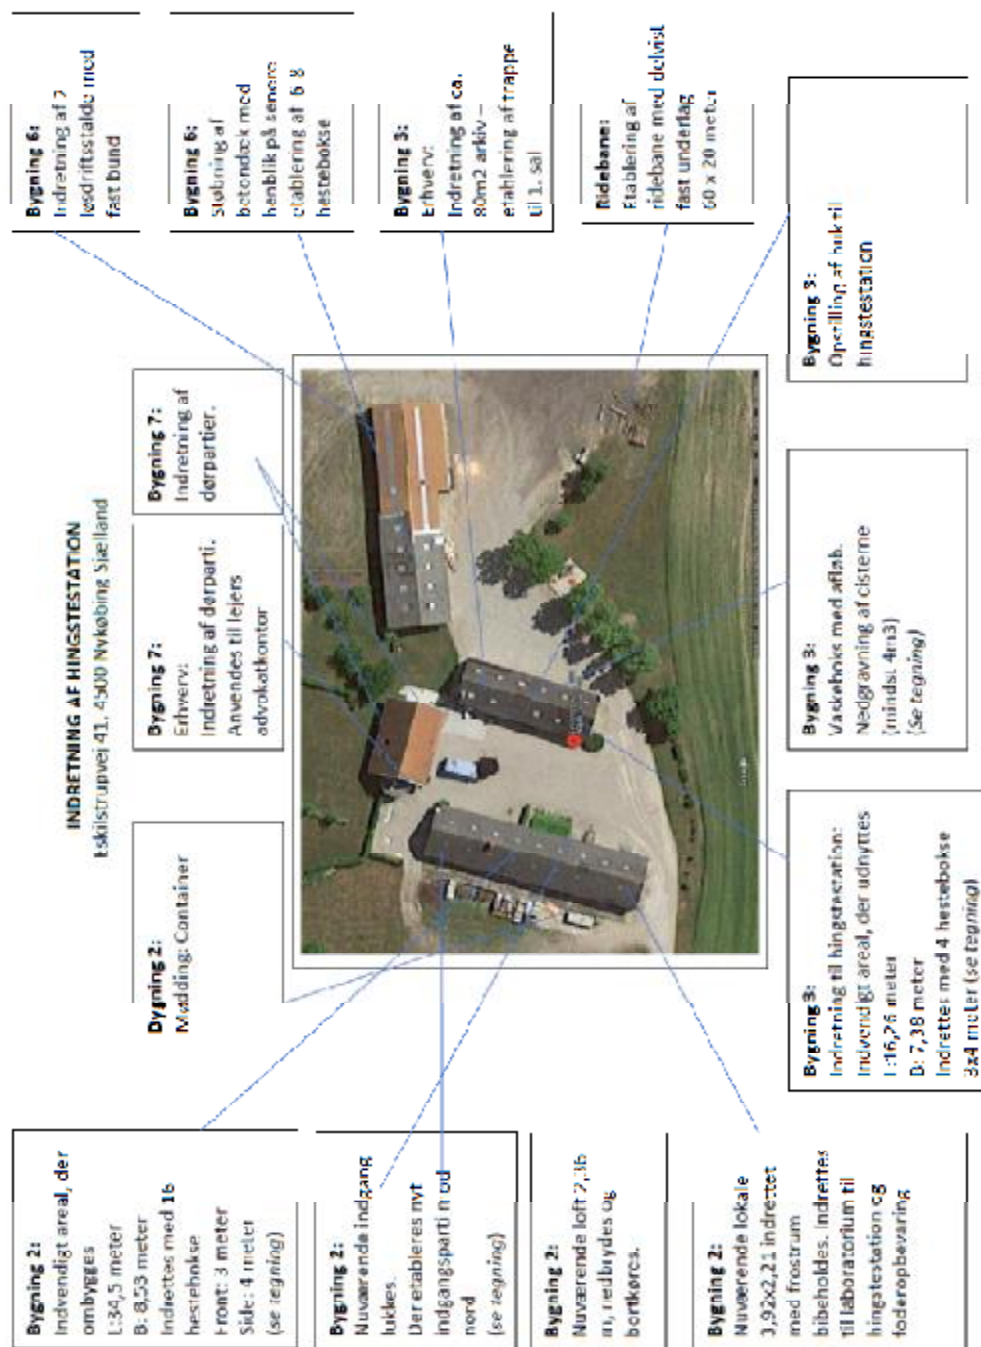 INDRETNING AF HINGSTESTATION
Eskilstrupvej 41, 4500 Nykøbing Sjælland
Bygning 2:
Indvendigt areal, der
ombygges
L:34,5 meter
B: 8,53 meter
Indrettes med 16
hestebokse
Front: 3 meter
Side: 4 meter
(se tegning)
Bygning 2:
Nuværende indgang
lukkes.
Der etableres nyt
indgangsparti mod
nord
(se tegning)
Bygning 2:
Nuværende loft 2,36
m, nedbrydes og
bortkøres.
Bygning 2:
Nuværende lokale
3,92x2,21 indrettet
med frostrum
bibeholdes. Indrettes
til laboratorium til
hingstestation og
foderopbevaring
Bygning 2:
Mødding: Container
Bygning 7:
Erhverv:
Indretning af dørparti.
Anvendes til lejers
advokatkontor
Bygning 7:
Indretning af
dørpartier.
Bygning 6:
Indretning af 2
løsdriftsstalde med
fast bund
Bygning 6:
Støbning af
betondæk med
henblik på senere
etablering af 6-8
hestebokse
Bygning 3:
Erhverv:
Indretning af ca.
80m2 arkiv –
etablering af trappe
til 1. sal
Ridebane:
Etablering af
ridebane med delvist
fast underlag
60 x 20 meter
Bygning 3:
Indretning til hingstestation:
Indvendigt areal, der udnyttes
L:16,76 meter
B: 7,38 meter
Indrettes med 4 hestebokse
3x4 meter (se tegning)
Bygning 3:
Vaskeboks med afløb.
Nedgravning af cisterne
(mindst 4m3)
(Se tegning)
Bygning 3:
Opstilling af buk til
hingstestation